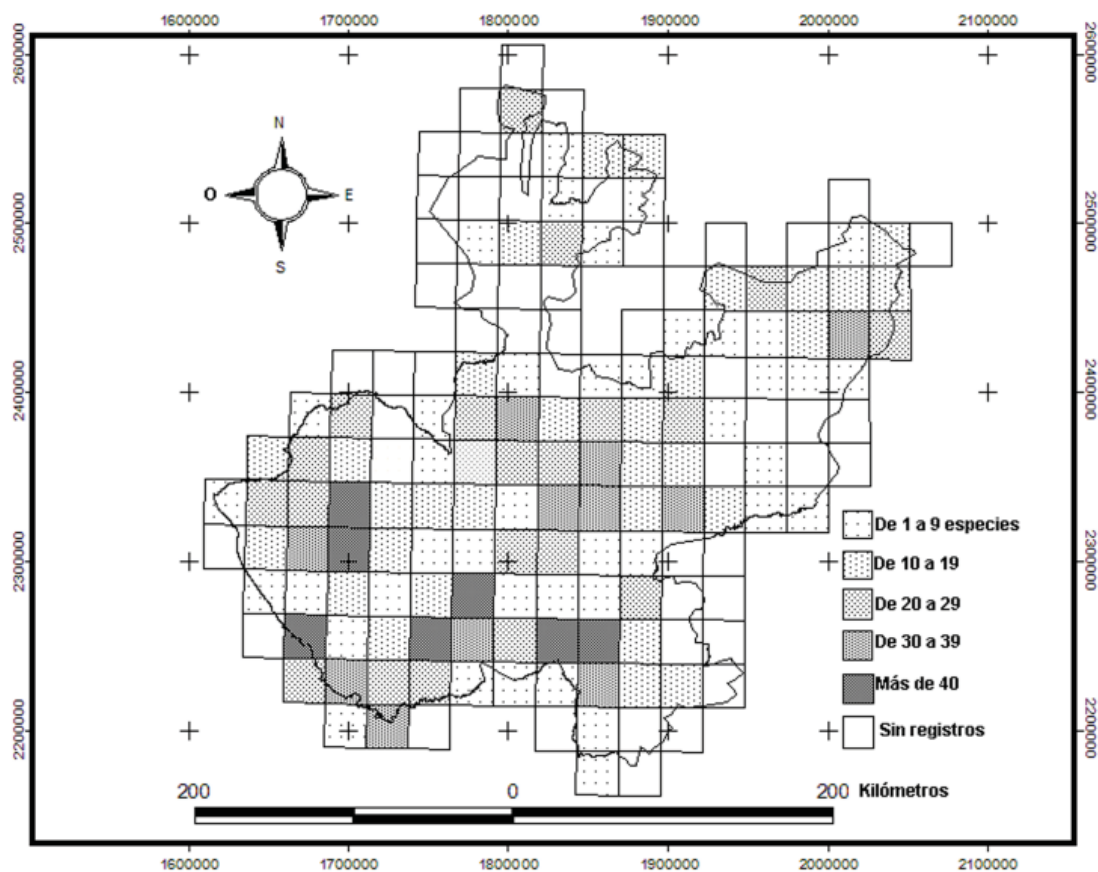 1600000 1700000 1800000 1900000 2000000 2100000
2600000 2600000
N
O E
S
2500000 2500000
2400000 2400000
De 1 a 9 especies
De 10 a 19
2300000 2300000
De 20 a 29
De 30 a 39
Más de 40
Sin registros
2200000 2200000
200 0 200 Kilómetros
1600000 1700000 1800000 1900000 2000000 2100000